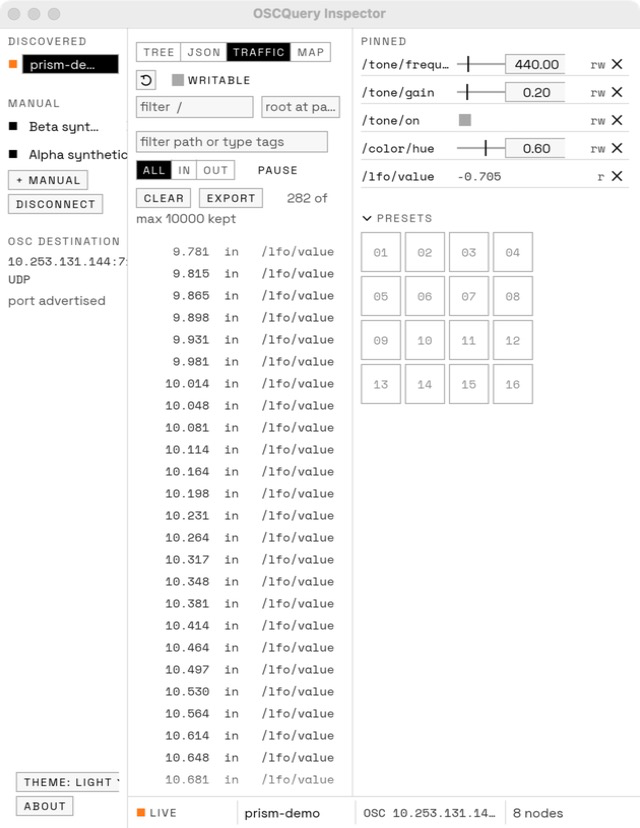 OSCQuery Inspector
DISCOVERED
prism-de…
MANUAL
Beta synt…
Alpha synthetic
+ MANUAL
DISCONNECT
OSC DESTINATION
10.253.131.144:7
UDP
port advertised
THEME: LIGHT
ABOUT
TREE JSON TRAFFIC MAP
WRITABLE
filter / root at pa…
filter path or type tags
ALL IN OUT PAUSE
CLEAR EXPORT 282 of
max 10000 kept
9.781 in /lfo/value
9.815 in /lfo/value
9.865 in /lfo/value
9.898 in /lfo/value
9.931 in /lfo/value
9.981 in /lfo/value
10.014 in /lfo/value
10.048 in /lfo/value
10.081 in /lfo/value
10.114 in /lfo/value
10.164 in /lfo/value
10.198 in /lfo/value
10.231 in /lfo/value
10.264 in /lfo/value
10.317 in /lfo/value
10.348 in /lfo/value
10.381 in /lfo/value
10.414 in /lfo/value
10.464 in /lfo/value
10.497 in /lfo/value
10.530 in /lfo/value
10.564 in /lfo/value
10.614 in /lfo/value
10.648 in /lfo/value
10.681 in /lfo/value
PINNED
/tone/frequ… 440.00 rw
/tone/gain 0.20 rw
/tone/on rw
/color/hue 0.60 rw
/lfo/value -0.705 r
PRESETS
01 02 03 04
05 06 07 08
09 10 11 12
13 14 15 16
LIVE prism-demo OSC 10.253.131.14… 8 nodes